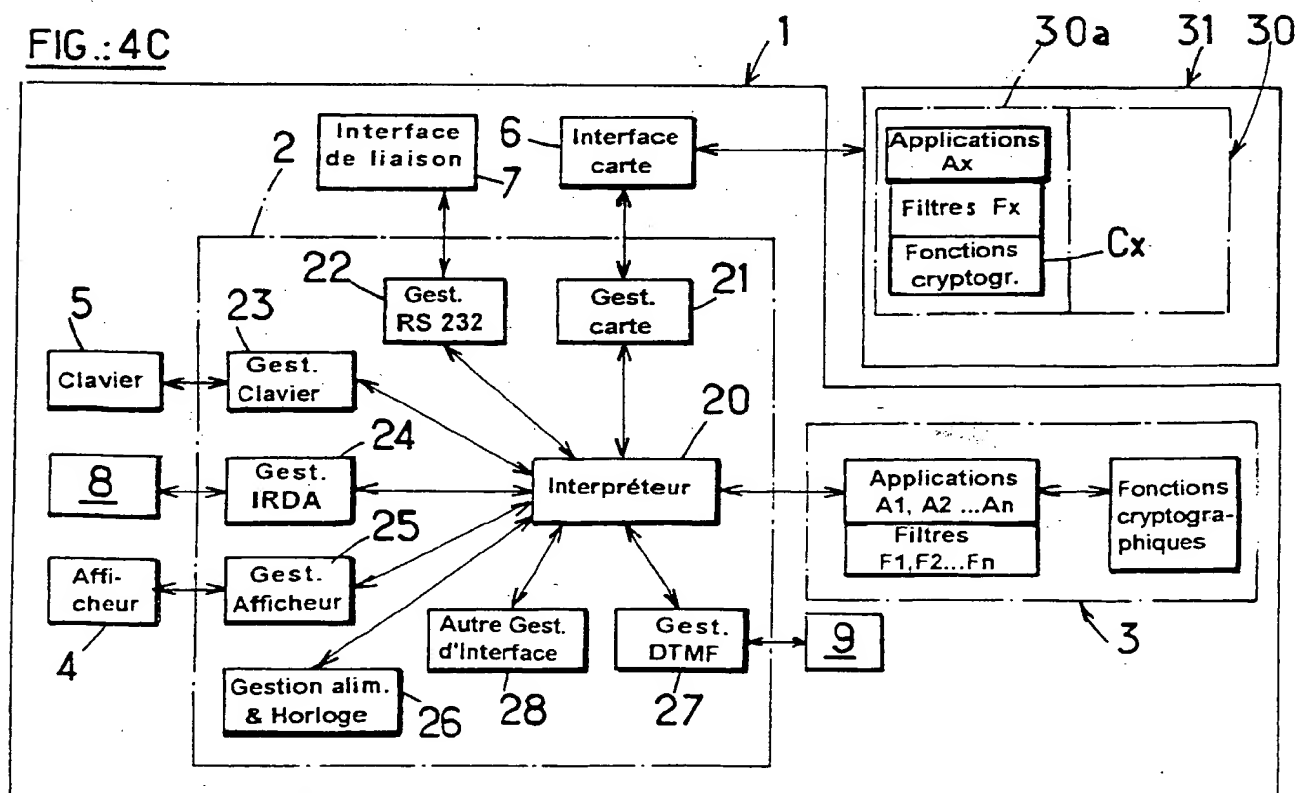 FIG.:4C
1
30a
31
30
2
Interface
de liaison
7
6
Interface
carte
Applications
Ax
Filtres Fx
Fonctions
cryptogr.
Cx
22
Gest.
RS 232
Gest.
carte
21
5
Clavier
23
Gest.
Clavier
20
24
8
Gest.
IRDA
Interpréteur
Applications
A1, A2 ...An
Filtres
F1,F2...Fn
Fonctions
cryptogra-
phiques
25
Affi-
cheur
4
Gest.
Afficheur
Autre Gest.
d'Interface
28
Gest.
DTMF
27
9
3
Gestion alim.
& Horloge
26